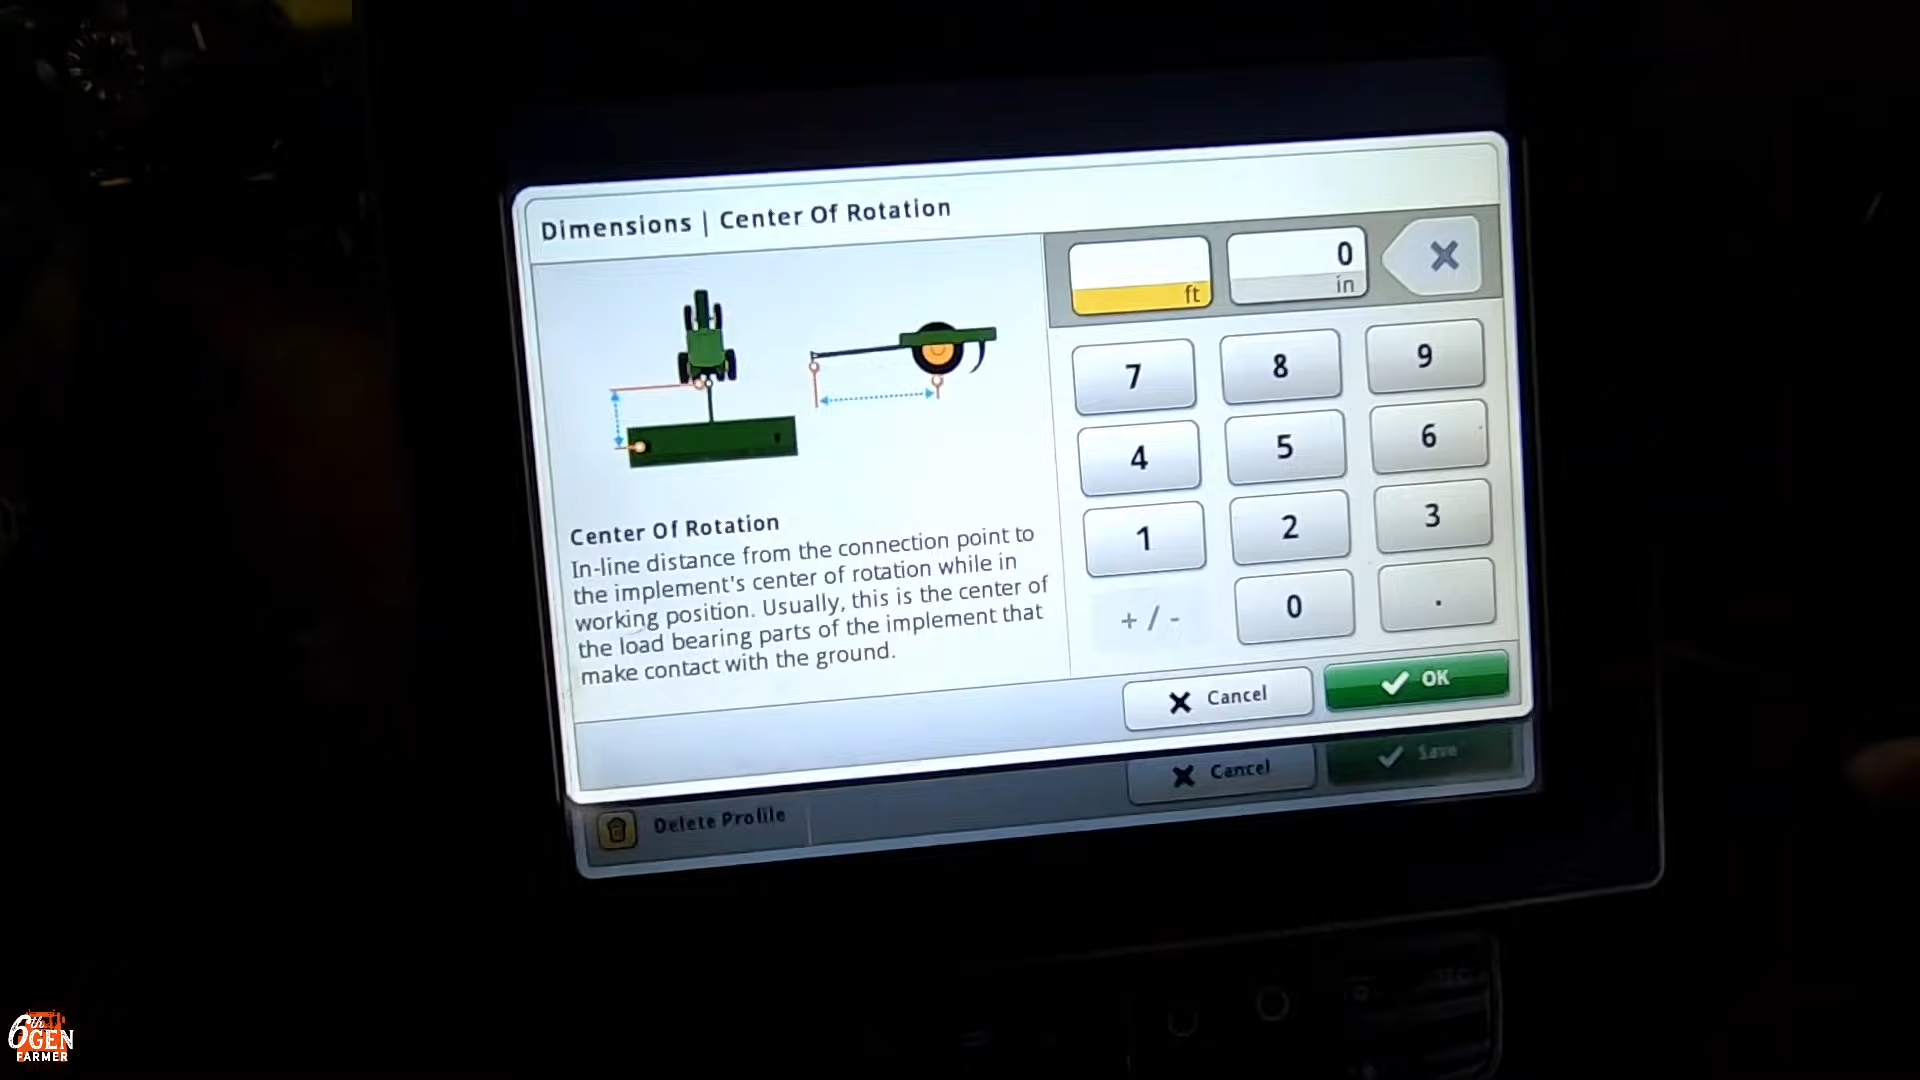 Dimensions | Center Of Rotation
ft
0
in
7
8
9
4
5
6
1
2
3
+ / -
0
.
Center Of Rotation
In-line distance from the connection point to
the implement's center of rotation while in
working position. Usually, this is the center of
the load bearing parts of the implement that
make contact with the ground.
Cancel
OK
Cancel
Save
Delete Profile
6th
GEN
FARMER